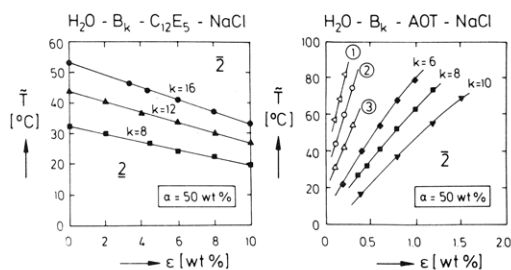 H₂O - Bₖ - C₁₂E₅ - NaCl
T̃
[°C]
60
50
40
30
20
10
0
2̄
k=16
k=12
k=8
2̲
α = 50 wt %
0 2 4 6 8 10
ε [wt %]
H₂O - Bₖ - AOT - NaCl
T̃
[°C]
100
80
60
40
20
0
① 
②
③
k=6
k=8
k=10
2̄
α = 50 wt %
0 0.5 1.0 1.5 2.0
ε [wt %]